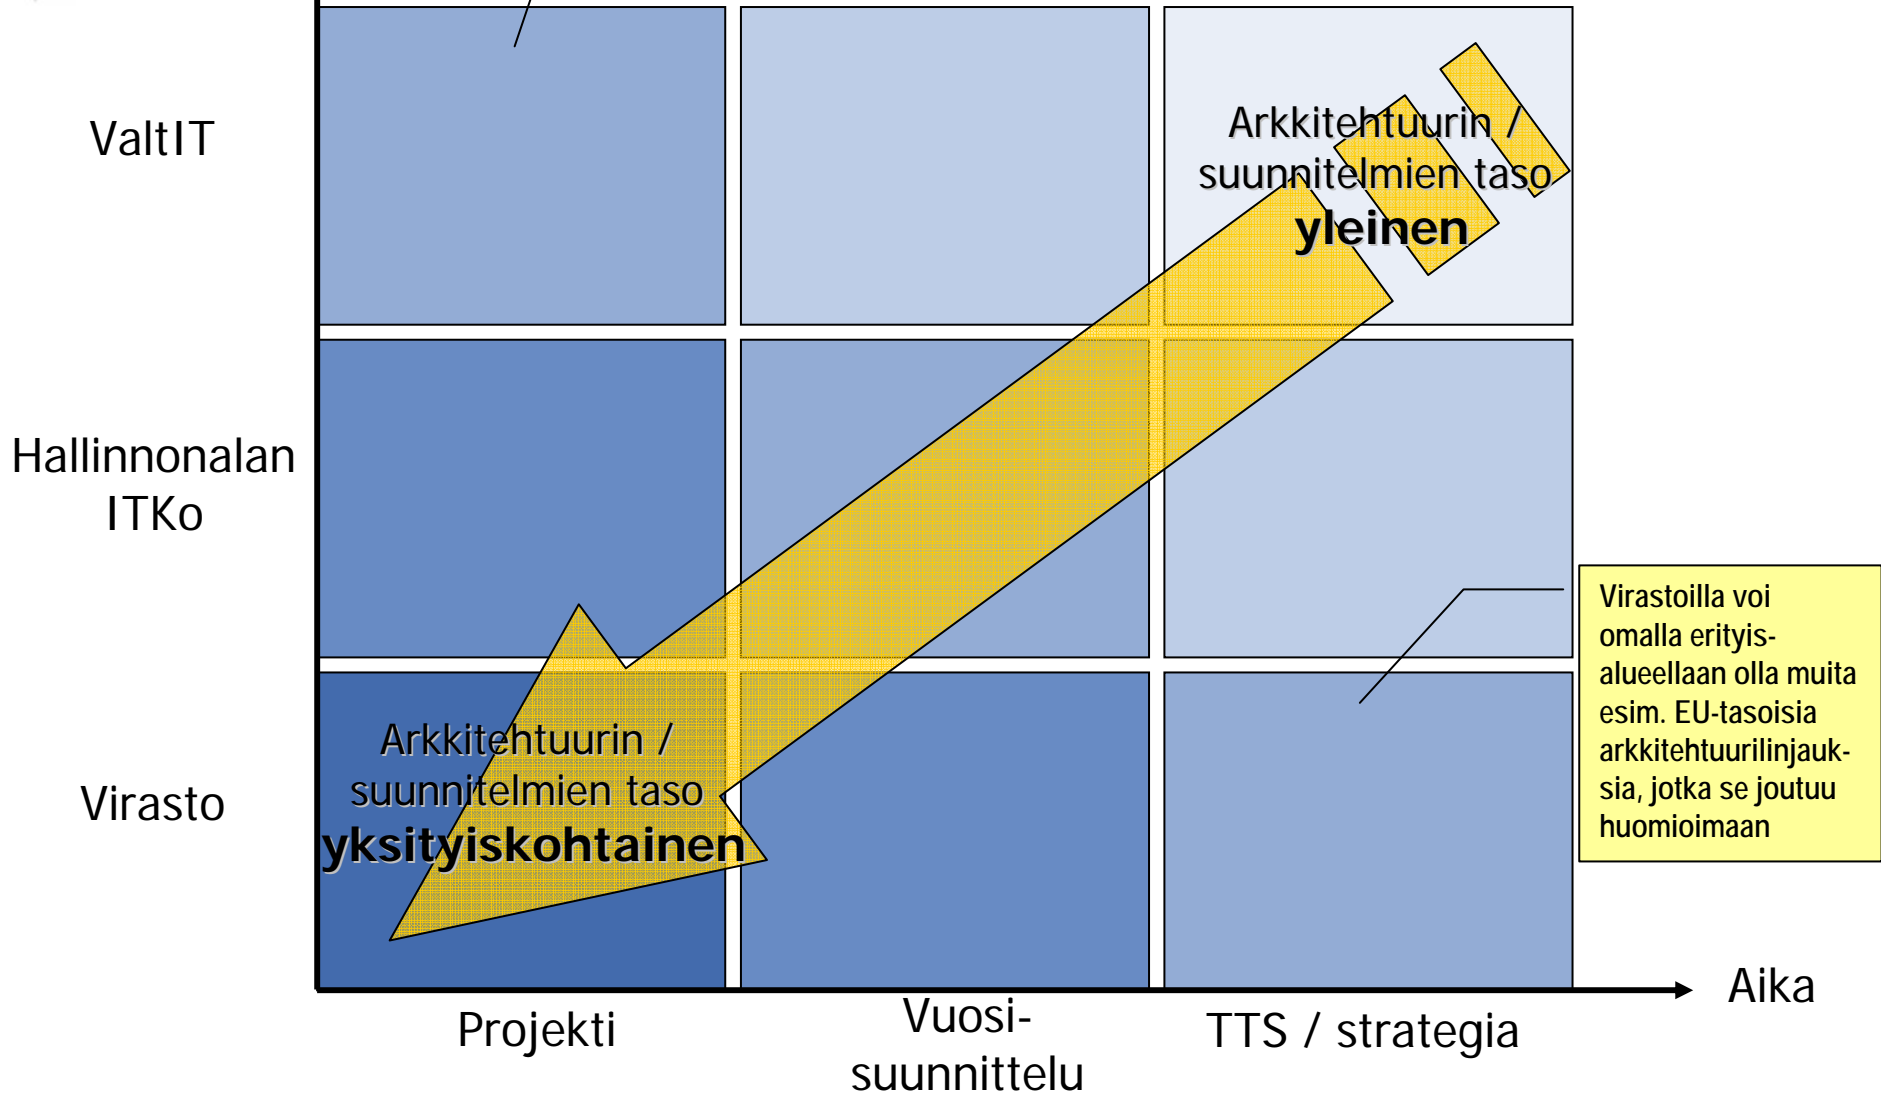 ValtIT
Arkkitehtuurin /
suunnitelmien taso
yleinen
Hallinnonalan
ITKo
Virastoilla voi
omalla erityis-
alueellaan olla muita
esim. EU-tasoisia
arkkitehtuurilinjauk-
sia, jotka se joutuu
huomioimaan
Virasto
Arkkitehtuurin /
suunnitelmien taso
yksityiskohtainen
Aika
Projekti
Vuosi-
suunnittelu
TTS / strategia